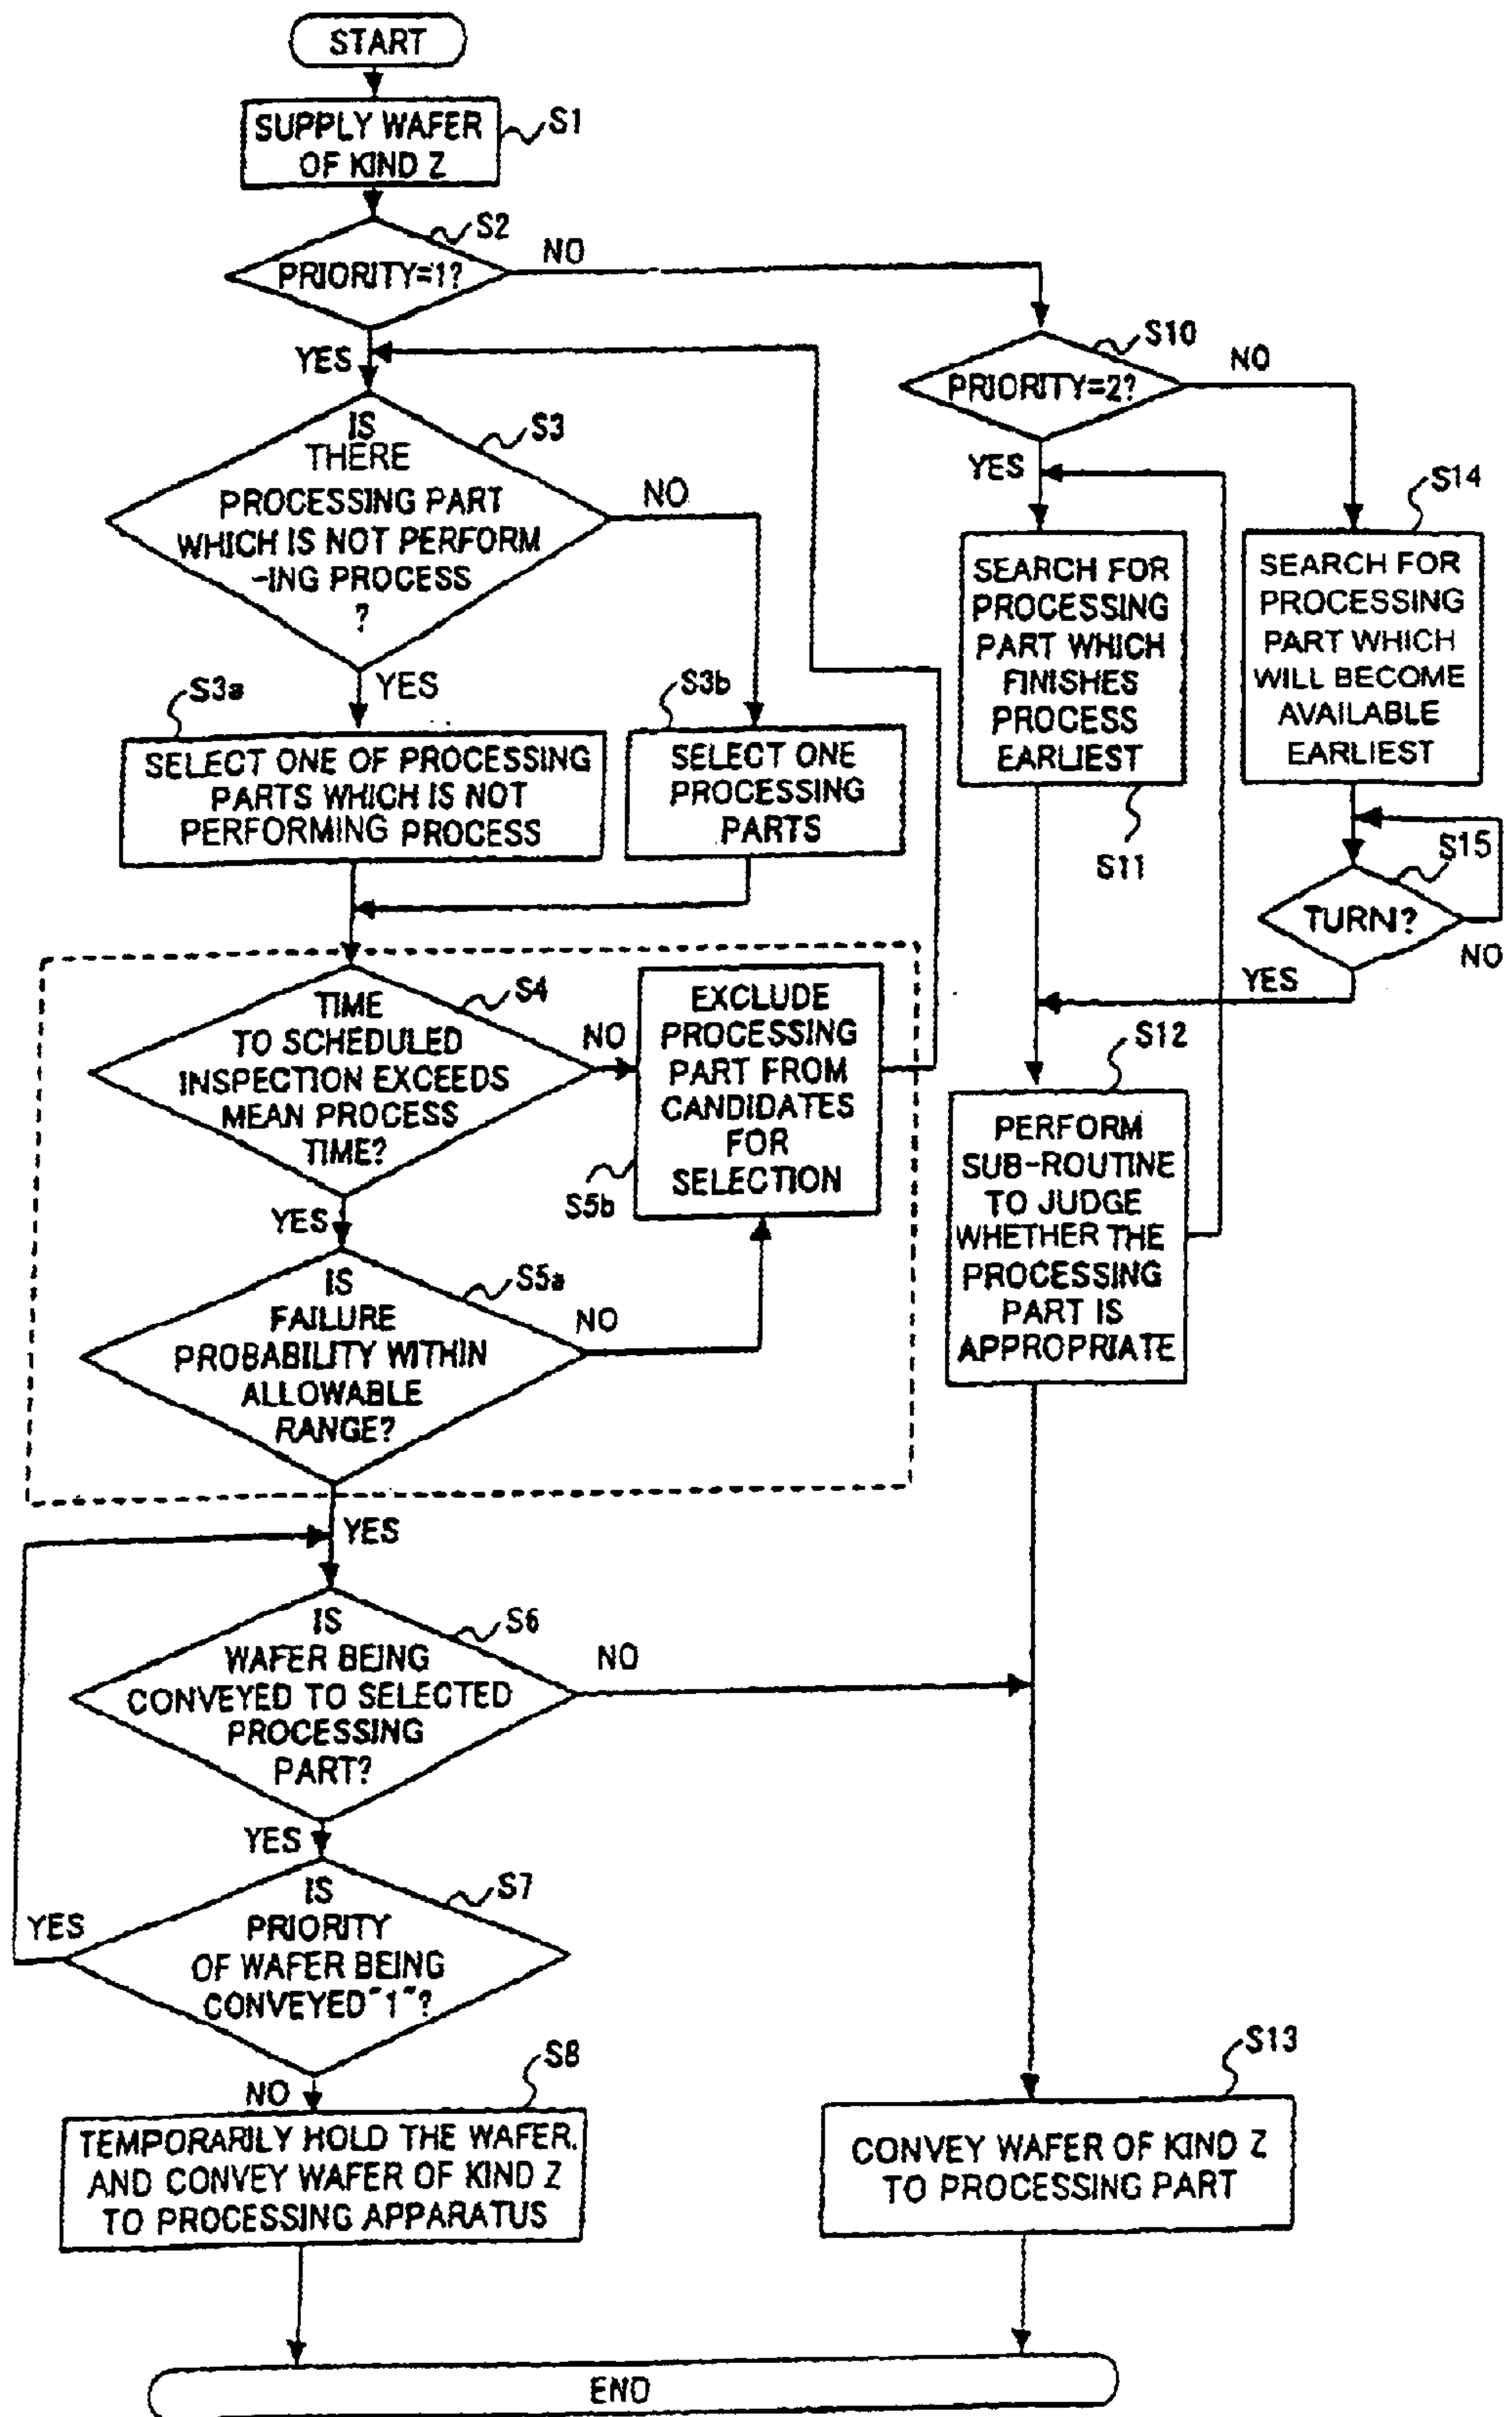 START
SUPPLY WAFER
OF KIND Z
S1
PRIORITY=1?
S2
NO
YES
PRIORITY=2?
S10
NO
YES
IS
THERE
PROCESSING PART
WHICH IS NOT PERFORM
-ING PROCESS
?
S3
NO
YES
S3a
SELECT ONE OF PROCESSING
PARTS WHICH IS NOT
PERFORMING PROCESS
S3b
SELECT ONE
PROCESSING
PARTS
SEARCH FOR
PROCESSING
PART WHICH
FINISHES
PROCESS
EARLIEST
S11
S14
SEARCH FOR
PROCESSING
PART WHICH
WILL BECOME
AVAILABLE
EARLIEST
S15
TURN?
NO
YES
TIME
TO SCHEDULED
INSPECTION EXCEEDS
MEAN PROCESS
TIME?
S4
NO
YES
EXCLUDE
PROCESSING
PART FROM
CANDIDATES
FOR
SELECTION
S5b
IS
FAILURE
PROBABILITY WITHIN
ALLOWABLE
RANGE?
S5a
NO
YES
S12
PERFORM
SUB-ROUTINE
TO JUDGE
WHETHER THE
PROCESSING
PART IS
APPROPRIATE
IS
WAFER BEING
CONVEYED TO SELECTED
PROCESSING
PART?
S6
NO
YES
IS
PRIORITY
OF WAFER BEING
CONVEYED"1"?
S7
YES
NO
S8
TEMPORARILY HOLD THE WAFER,
AND CONVEY WAFER OF KIND Z
TO PROCESSING APPARATUS
S13
CONVEY WAFER OF KIND Z
TO PROCESSING PART
END